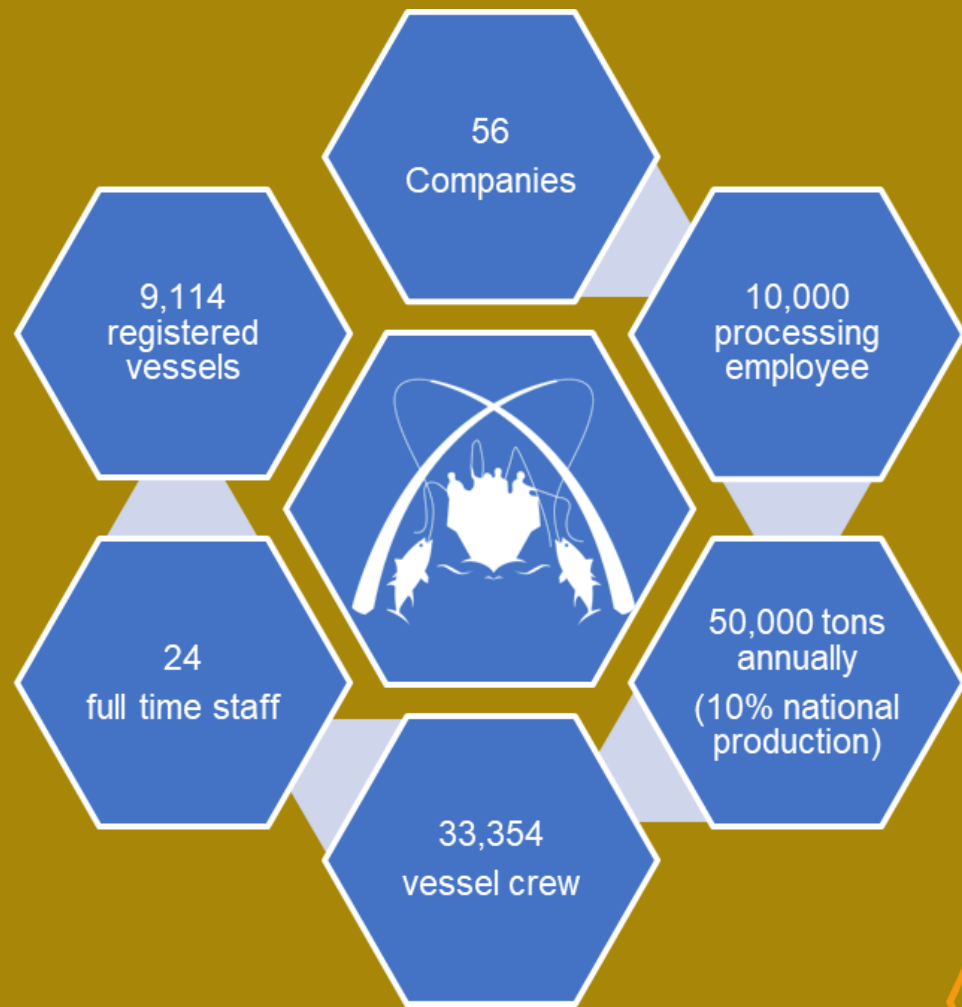 56
Companies
10,000
processing
employee
50,000 tons
annually
(10% national
production)
33,354
vessel crew
24
full time staff
9,114
registered
vessels